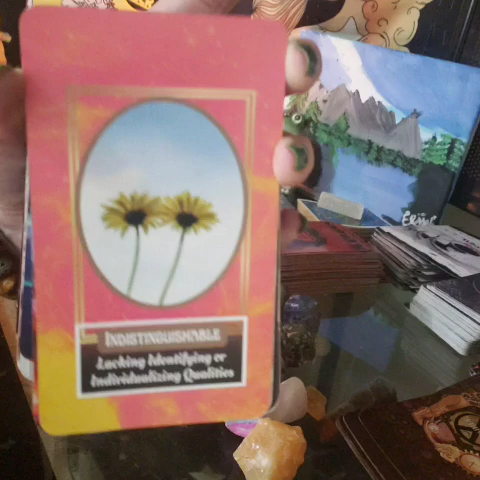 INDISTINGUISHABLE
Lacking Identifying or
Individualizing Qualities